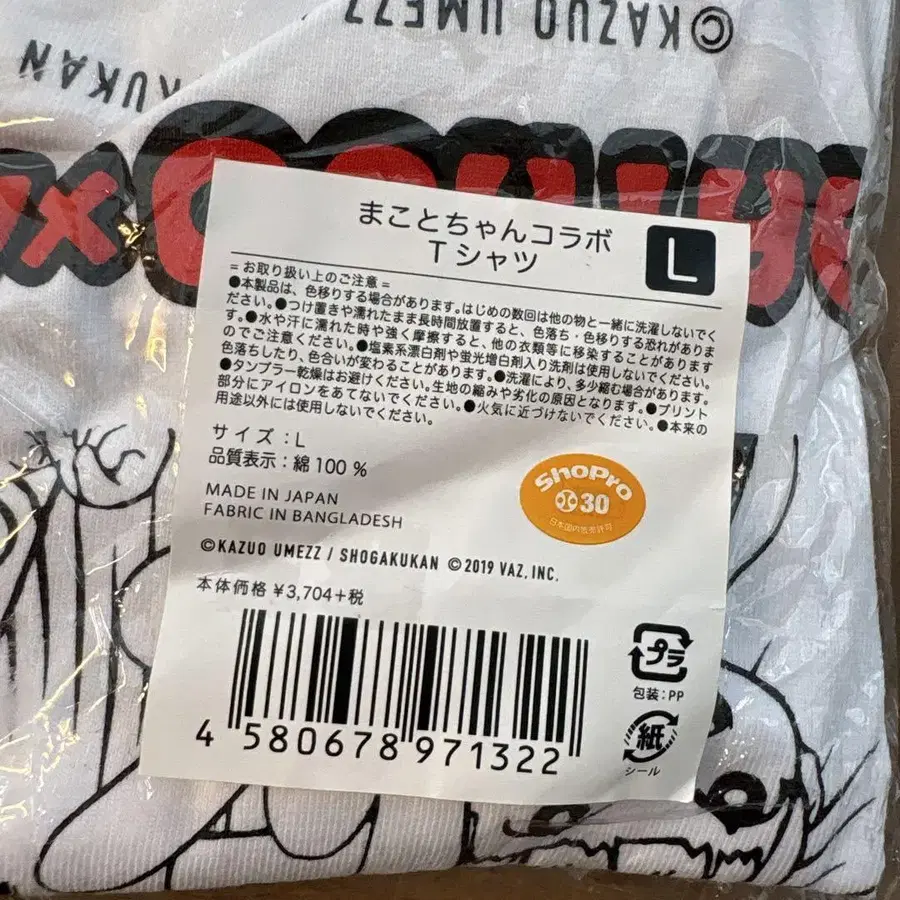 ©KAZUO UMEZZ
KUKAN
まことちゃんコラボ
Tシャツ
L
= お取り扱い上のご注意 =
●本製品は、色移りする場合があります。はじめの数回は他の物と一緒に洗濯しないでく
ださい。●つけ置きや濡れたまま長時間放置すると、色落ち・色移りする恐れがありま
す。●水や汗に濡れた時や強く摩擦すると、他の衣類等に移染することがあります
のでご注意ください。●塩素系漂白剤や蛍光増白剤入り洗剤は使用しないでください。
色落ちしたり、色合いが変わることがあります。●洗濯により、多少縮む場合があります。
●タンブラー乾燥はお避けください。生地の縮みや劣化の原因となります。●プリント
部分にアイロンをあてないでください。●火気に近づけないでください。●本来の
用途以外には使用しないでください。
サイズ：L
品質表示：綿 100 %
MADE IN JAPAN
FABRIC IN BANGLADESH
ShoPro
30
日本国内販売許可
©KAZUO UMEZZ / SHOGAKUKAN ©2019 VAZ, INC.
本体価格 ¥3,704+税
4 580678 971322
プラ
包装：PP
紙
シール